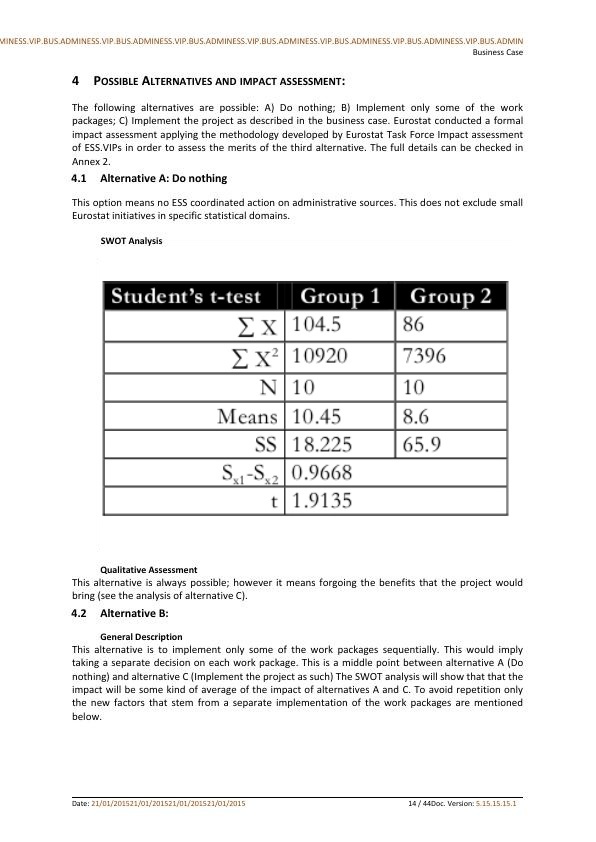 MINESS.VIP.BUS.ADMINESS.VIP.BUS.ADMINESS.VIP.BUS.ADMINESS.VIP.BUS.ADMINESS.VIP.BUS.ADMINESS.VIP.BUS.ADMINESS.VIP.BUS.ADMIN
Business Case
4 POSSIBLE ALTERNATIVES AND IMPACT ASSESSMENT:
The following alternatives are possible: A) Do nothing; B) Implement only some of the work
packages; C) Implement the project as described in the business case. Eurostat conducted a formal
impact assessment applying the methodology developed by Eurostat Task Force Impact assessment
of ESS.VIPs in order to assess the merits of the third alternative. The full details can be checked in
Annex 2.
4.1 Alternative A: Do nothing
This option means no ESS coordinated action on administrative sources. This does not exclude small
Eurostat initiatives in specific statistical domains.
SWOT Analysis
Student's t-test Group 1 Group 2
∑ X 104.5 86
∑ X² 10920 7396
N 10 10
Means 10.45 8.6
SS 18.225 65.9
Sx1-Sx2 0.9668
t 1.9135
Qualitative Assessment
This alternative is always possible; however it means forgoing the benefits that the project would
bring (see the analysis of alternative C).
4.2 Alternative B:
General Description
This alternative is to implement only some of the work packages sequentially. This would imply
taking a separate decision on each work package. This is a middle point between alternative A (Do
nothing) and alternative C (Implement the project as such) The SWOT analysis will show that that the
impact will be some kind of average of the impact of alternatives A and C. To avoid repetition only
the new factors that stem from a separate implementation of the work packages are mentioned
below.
Date: 21/01/201521/01/201521/01/201521/01/2015 14 / 44Doc. Version: 5.15.15.15.1